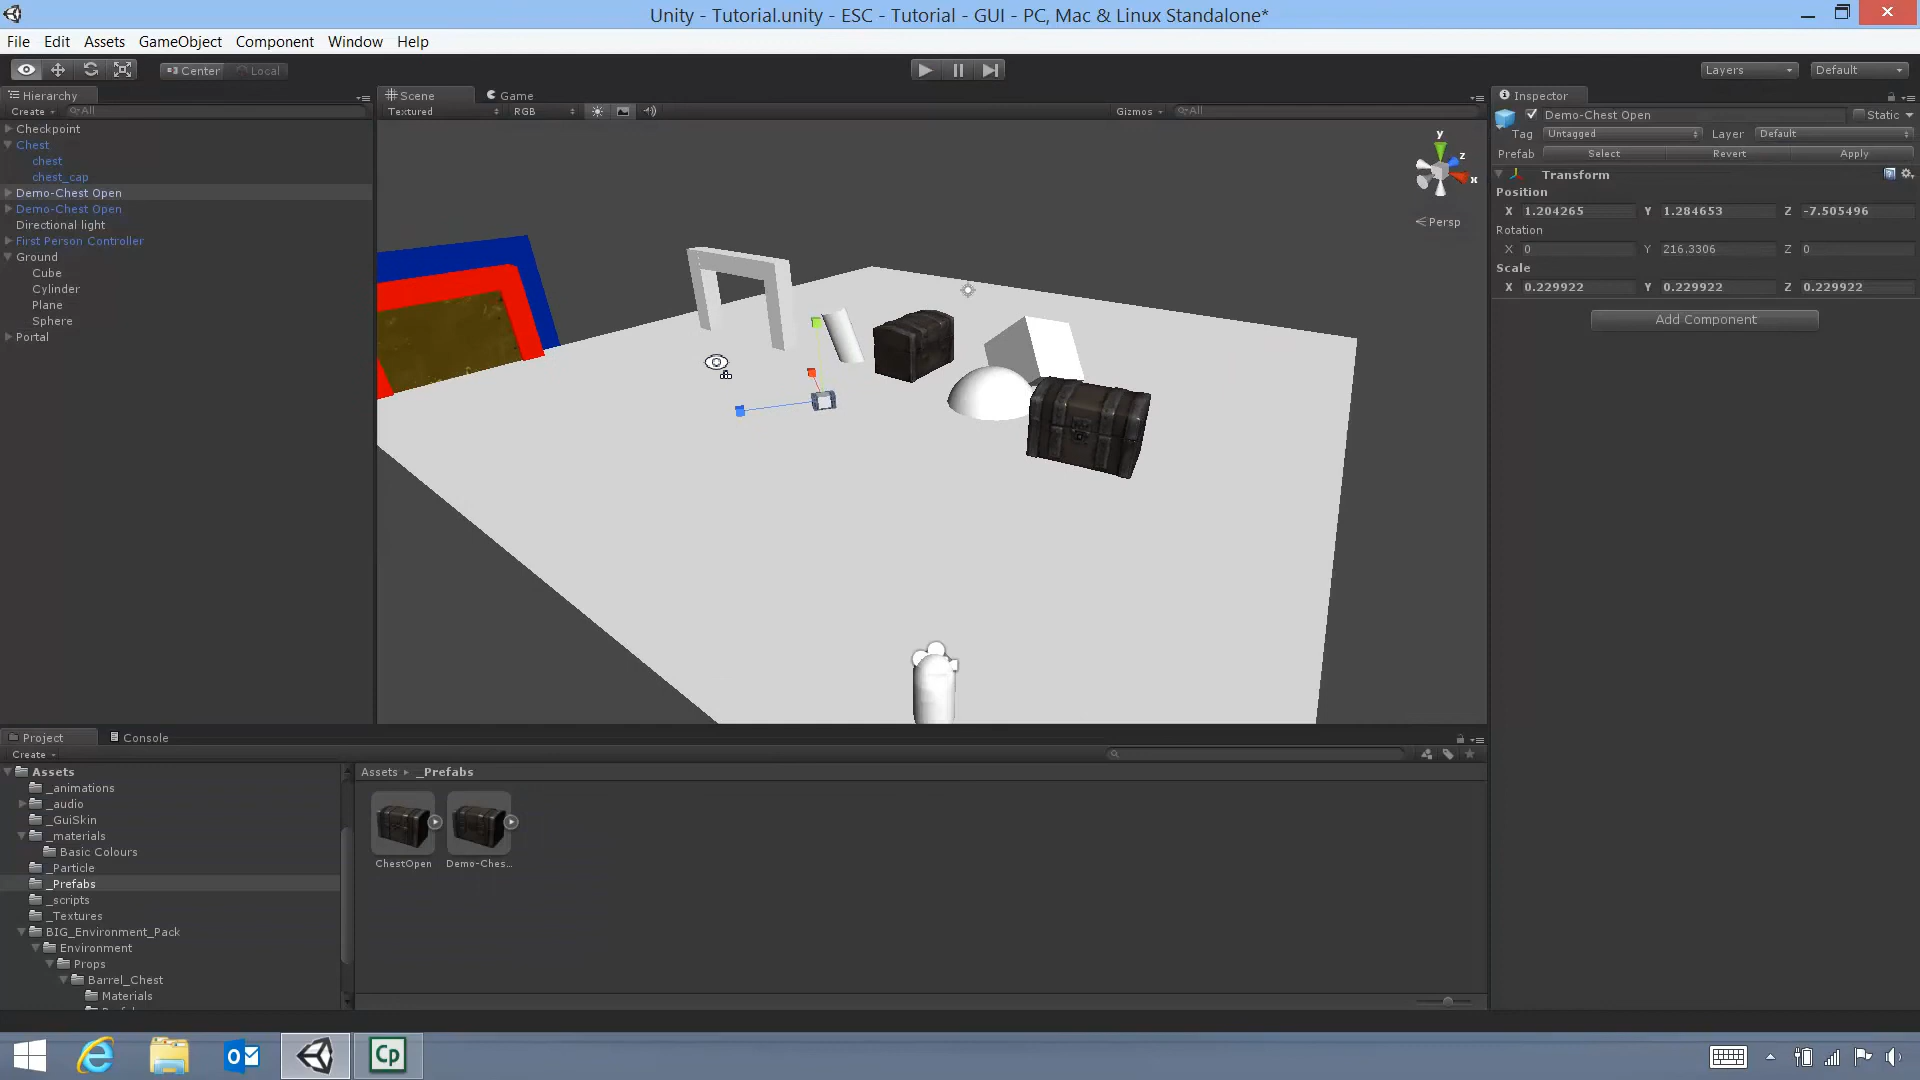 Unity - Tutorial.unity - ESC - Tutorial - GUI - PC, Mac & Linux Standalone*
File Edit Assets GameObject Component Window Help
Center Local Layers Default
Hierarchy
Create All
Checkpoint
Chest
chest
chest_cap
Demo-Chest Open
Demo-Chest Open
Directional light
First Person Controller
Ground
Cube
Cylinder
Plane
Sphere
Portal
Scene Game
Textured RGB Gizmos All
y
z
x
Persp
Inspector
Demo-Chest Open Static
Tag Untagged Layer Default
Prefab Select Revert Apply
Transform
Position
X 1.204265 Y 1.284653 Z -7.505496
Rotation
X 0 Y 216.3306 Z 0
Scale
X 0.229922 Y 0.229922 Z 0.229922
Add Component
Project Console
Create
Assets
_animations
_audio
_GuiSkin
_materials
Basic Colours
_Particle
_Prefabs
_scripts
_Textures
BIG_Environment_Pack
Environment
Props
Barrel_Chest
Materials
Assets _Prefabs
ChestOpen Demo-Ches...
Cp